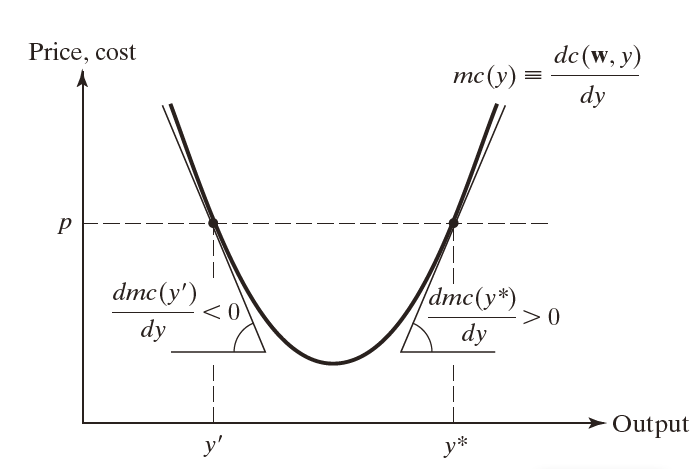 Price, cost
mc(y) ≡ dc(w, y)
dy
p
dmc(y′)
dy
< 0
dmc(y*)
dy
> 0
Output
y′
y*